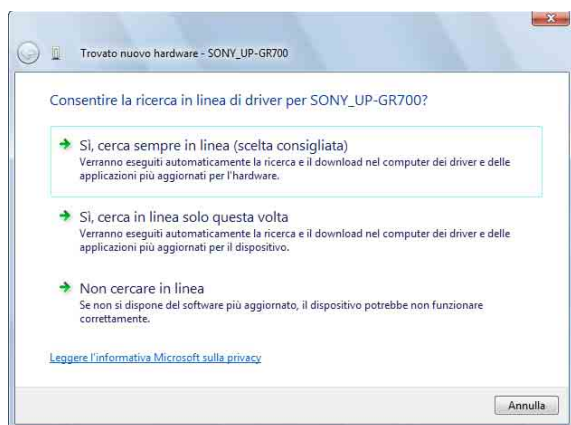 Trovato nuovo hardware - SONY_UP-GR700
Consentire la ricerca in linea di driver per SONY_UP-GR700?
Sì, cerca sempre in linea (scelta consigliata)
Verranno eseguiti automaticamente la ricerca e il download nel computer dei driver e delle
applicazioni più aggiornati per l'hardware.
Sì, cerca in linea solo questa volta
Verranno eseguiti automaticamente la ricerca e il download nel computer dei driver e delle
applicazioni più aggiornati per il dispositivo.
Non cercare in linea
Se non si dispone del software più aggiornato, il dispositivo potrebbe non funzionare
correttamente.
Leggere l'informativa Microsoft sulla privacy
Annulla